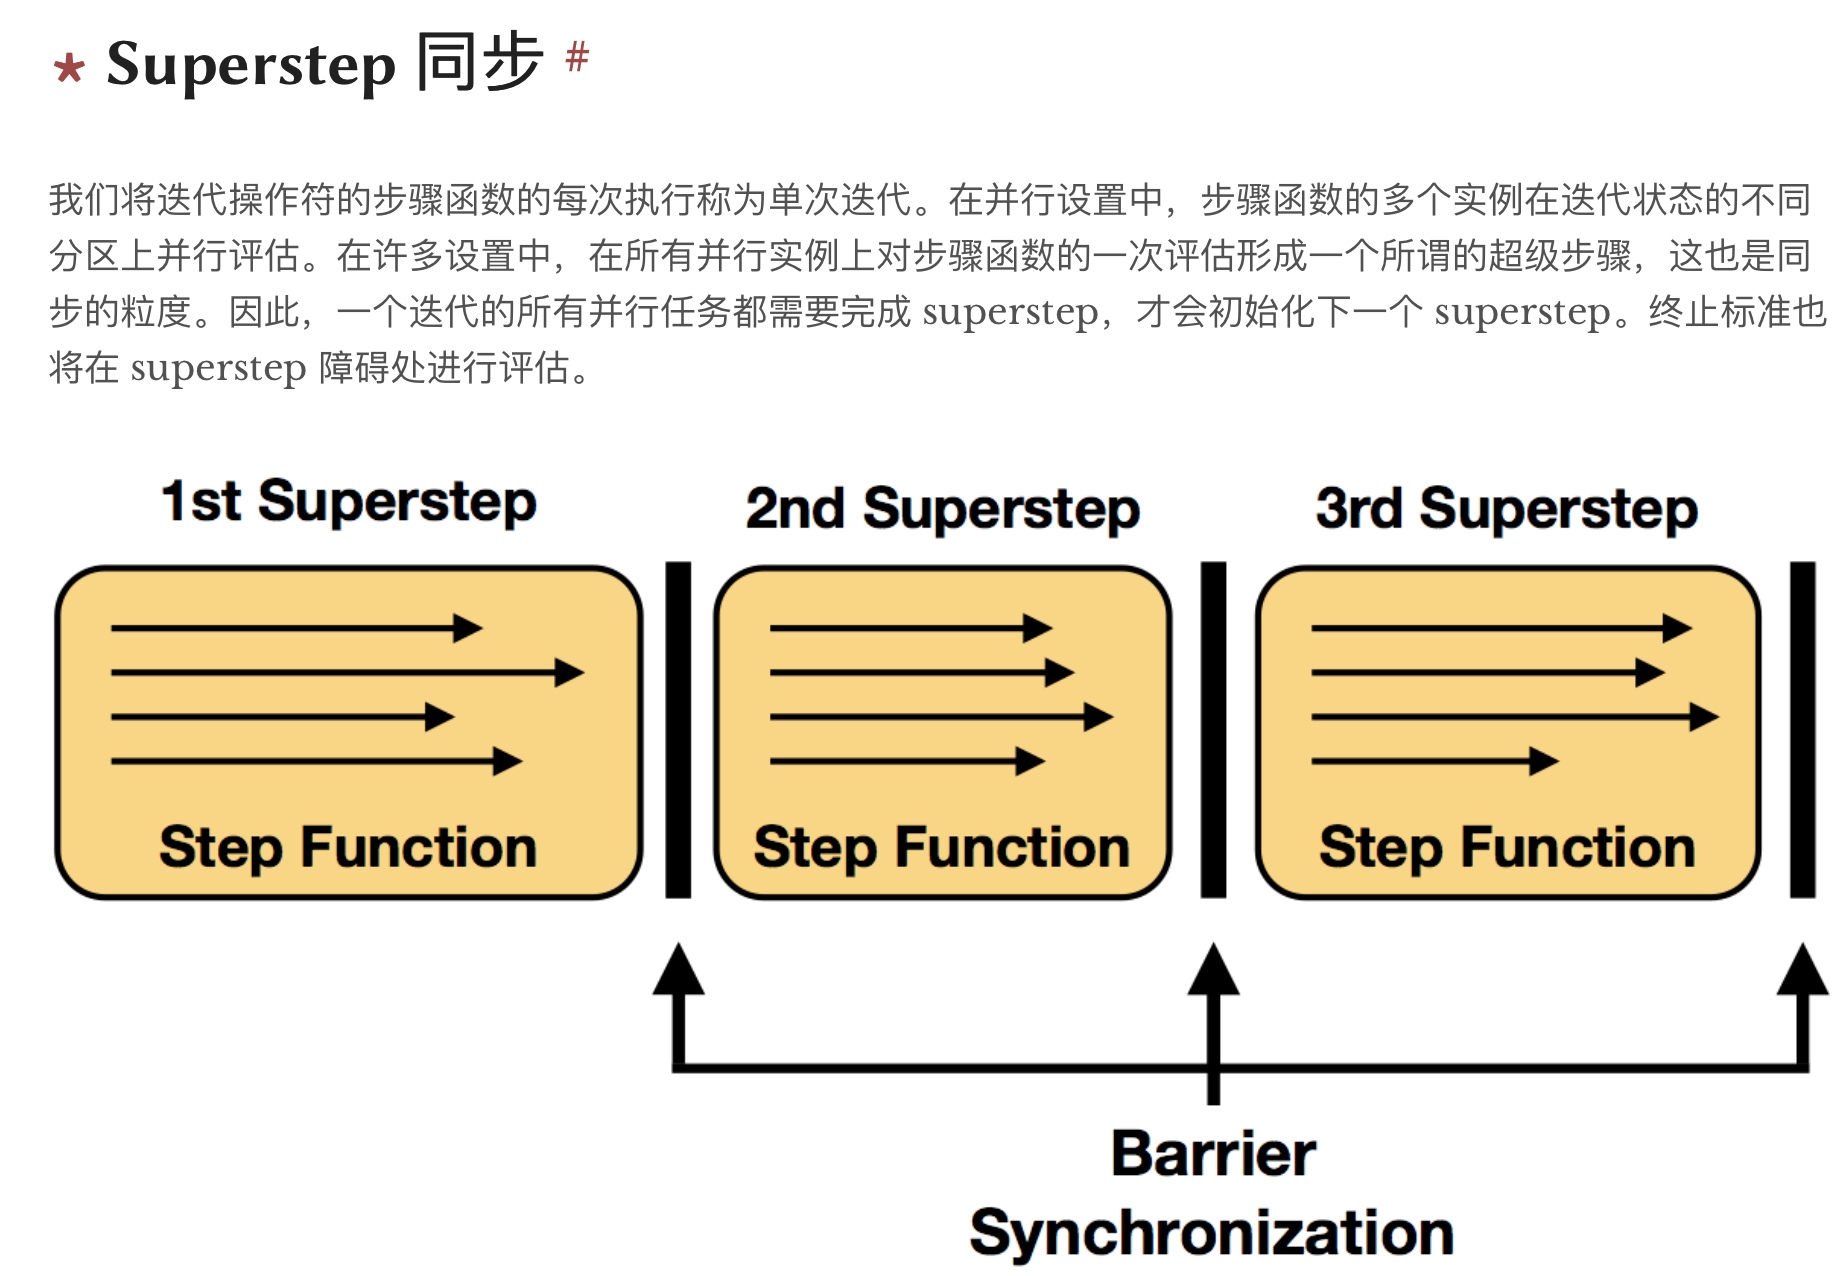 * Superstep 同步 #
我们将迭代操作符的步骤函数的每次执行称为单次迭代。在并行设置中，步骤函数的多个实例在迭代状态的不同
分区上并行评估。在许多设置中，在所有并行实例上对步骤函数的一次评估形成一个所谓的超级步骤，这也是同
步的粒度。因此，一个迭代的所有并行任务都需要完成 superstep，才会初始化下一个 superstep。终止标准也
将在 superstep 障碍处进行评估。
1st Superstep
2nd Superstep
3rd Superstep
Step Function
Step Function
Step Function
Barrier
Synchronization